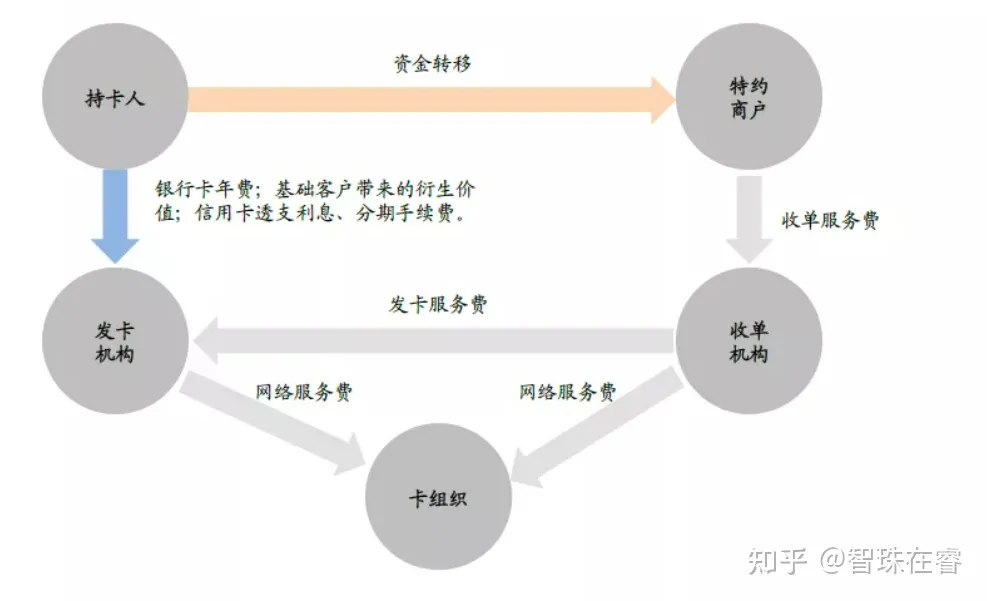 资金转移
持卡人
特约
商户
银行卡年费；基础客户带来的衍生价
值；信用卡透支利息、分期手续费。
收单服务费
发卡服务费
发卡
机构
收单
机构
网络服务费
网络服务费
卡组织
知乎 @智珠在睿